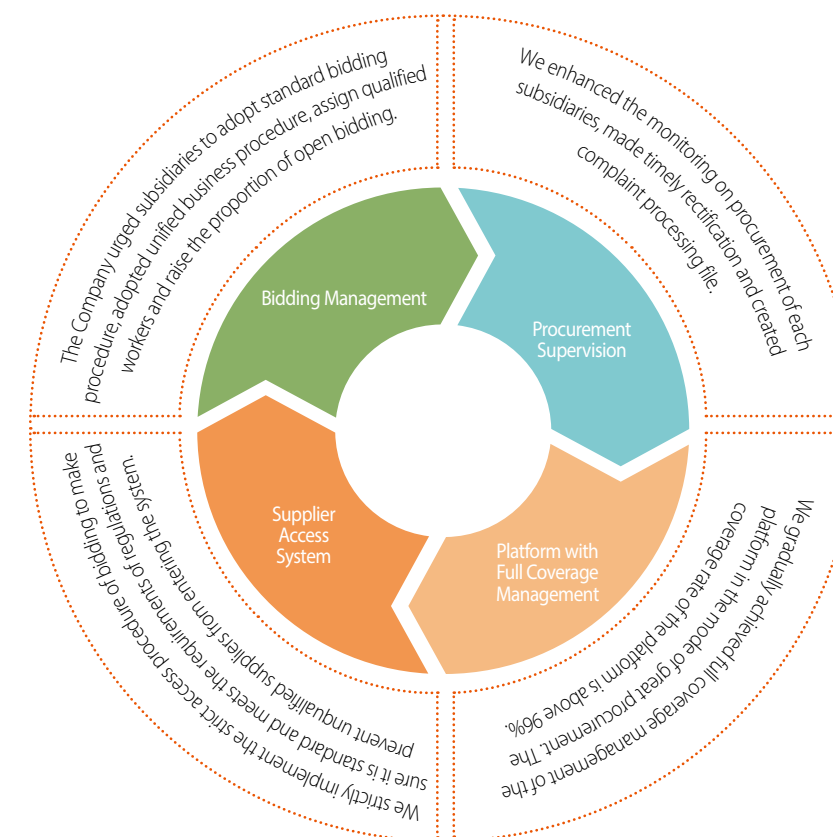 The Company urged subsidiaries to adopt standard bidding
procedure, adopted unified business procedure, assign qualified
workers and raise the proportion of open bidding.
We enhanced the monitoring on procurement of each
subsidiaries, made timely rectification and created
complaint processing file.
Bidding Management
Procurement
Supervision
Supplier
Access
System
Platform with
Full Coverage
Management
We strictly implement the strict access procedure of bidding to make
sure it is standard and meets the requirements of regulations and
prevent unqualified suppliers from entering the system.
We gradually achieved full coverage management of the
platform in the mode of great procurement. The
coverage rate of the platform is above 96%.